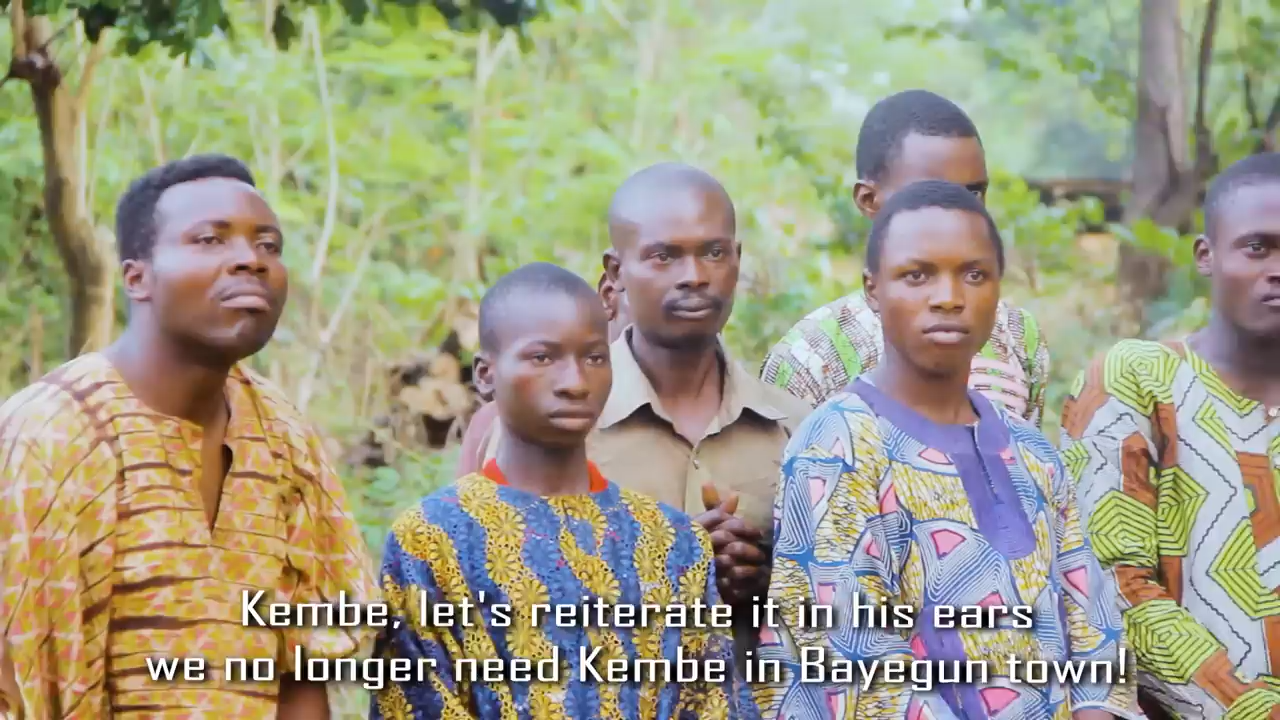 Kembe, let's reiterate it in his ears
we no longer need Kembe in Bayegun town!